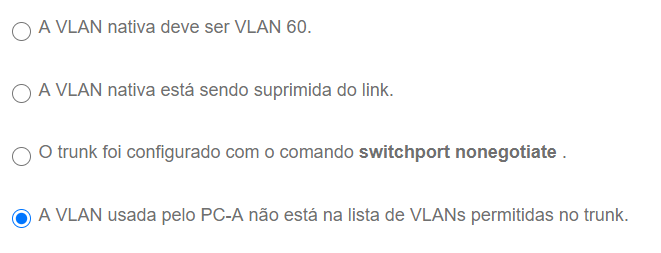 A VLAN nativa deve ser VLAN 60.
A VLAN nativa está sendo suprimida do link.
O trunk foi configurado com o comando switchport nonegotiate .
A VLAN usada pelo PC-A não está na lista de VLANs permitidas no trunk.